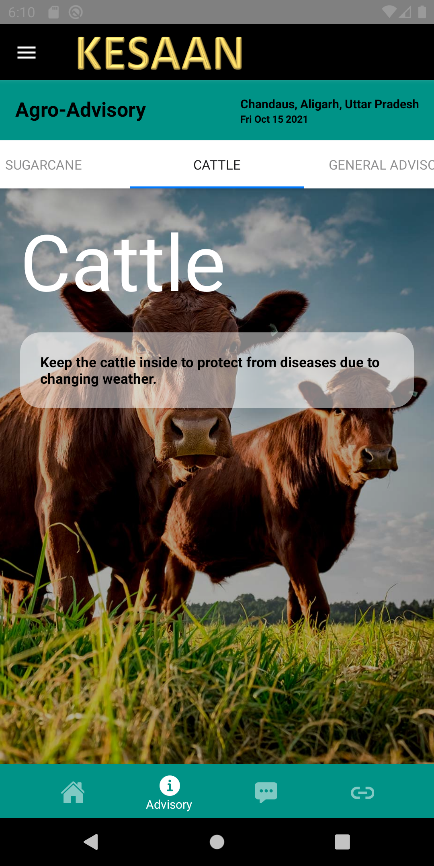 6:10
KESAAN
Agro-Advisory
Chandaus, Aligarh, Uttar Pradesh
Fri Oct 15 2021
SUGARCANE
CATTLE
GENERAL ADVISO
Cattle
Keep the cattle inside to protect from diseases due to
changing weather.
Advisory